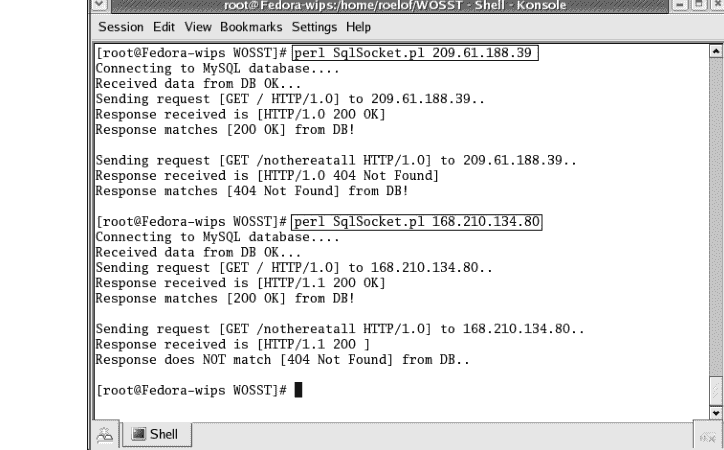 root@Fedora-wips:/home/roelof/WOSST - Shell - Konsole
Session Edit View Bookmarks Settings Help
[root@Fedora-wips WOSST]# perl SqlSocket.pl 209.61.188.39
Connecting to MySQL database....
Received data from DB OK...
Sending request [GET / HTTP/1.0] to 209.61.188.39..
Response received is [HTTP/1.0 200 OK]
Response matches [200 OK] from DB!
Sending request [GET /nothereatall HTTP/1.0] to 209.61.188.39..
Response received is [HTTP/1.0 404 Not Found]
Response matches [404 Not Found] from DB!
[root@Fedora-wips WOSST]# perl SqlSocket.pl 168.210.134.80
Connecting to MySQL database....
Received data from DB OK...
Sending request [GET / HTTP/1.0] to 168.210.134.80..
Response received is [HTTP/1.1 200 OK]
Response matches [200 OK] from DB!
Sending request [GET /nothereatall HTTP/1.0] to 168.210.134.80..
Response received is [HTTP/1.1 200 ]
Response does NOT match [404 Not Found] from DB..
[root@Fedora-wips WOSST]#
Shell